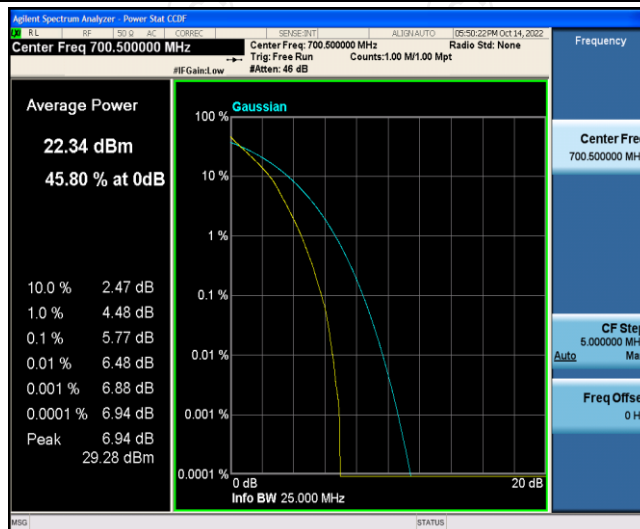 Agilent Spectrum Analyzer - Power Stat CCDF
RL RF 50 Ω AC CORREC SENSE:INT ALIGNAUTO 05:50:22PM Oct 14, 2022
Center Freq 700.500000 MHz
Center Freq: 700.500000 MHz Radio Std: None
Trig: Free Run Counts:1.00 M/1.00 Mpt
#IFGain:Low #Atten: 46 dB
Frequency
Average Power
22.34 dBm
45.80 % at 0dB
10.0 % 2.47 dB
1.0 % 4.48 dB
0.1 % 5.77 dB
0.01 % 6.48 dB
0.001 % 6.88 dB
0.0001 % 6.94 dB
Peak 6.94 dB
29.28 dBm
Gaussian
100 %
10 %
1 %
0.1 %
0.01 %
0.001 %
0.0001 %
0 dB 20 dB
Info BW 25.000 MHz
Center Fre
700.500000 MH
CF Step
5.000000 MH
Auto Ma
Freq Offse
0 H
MSG STATUS